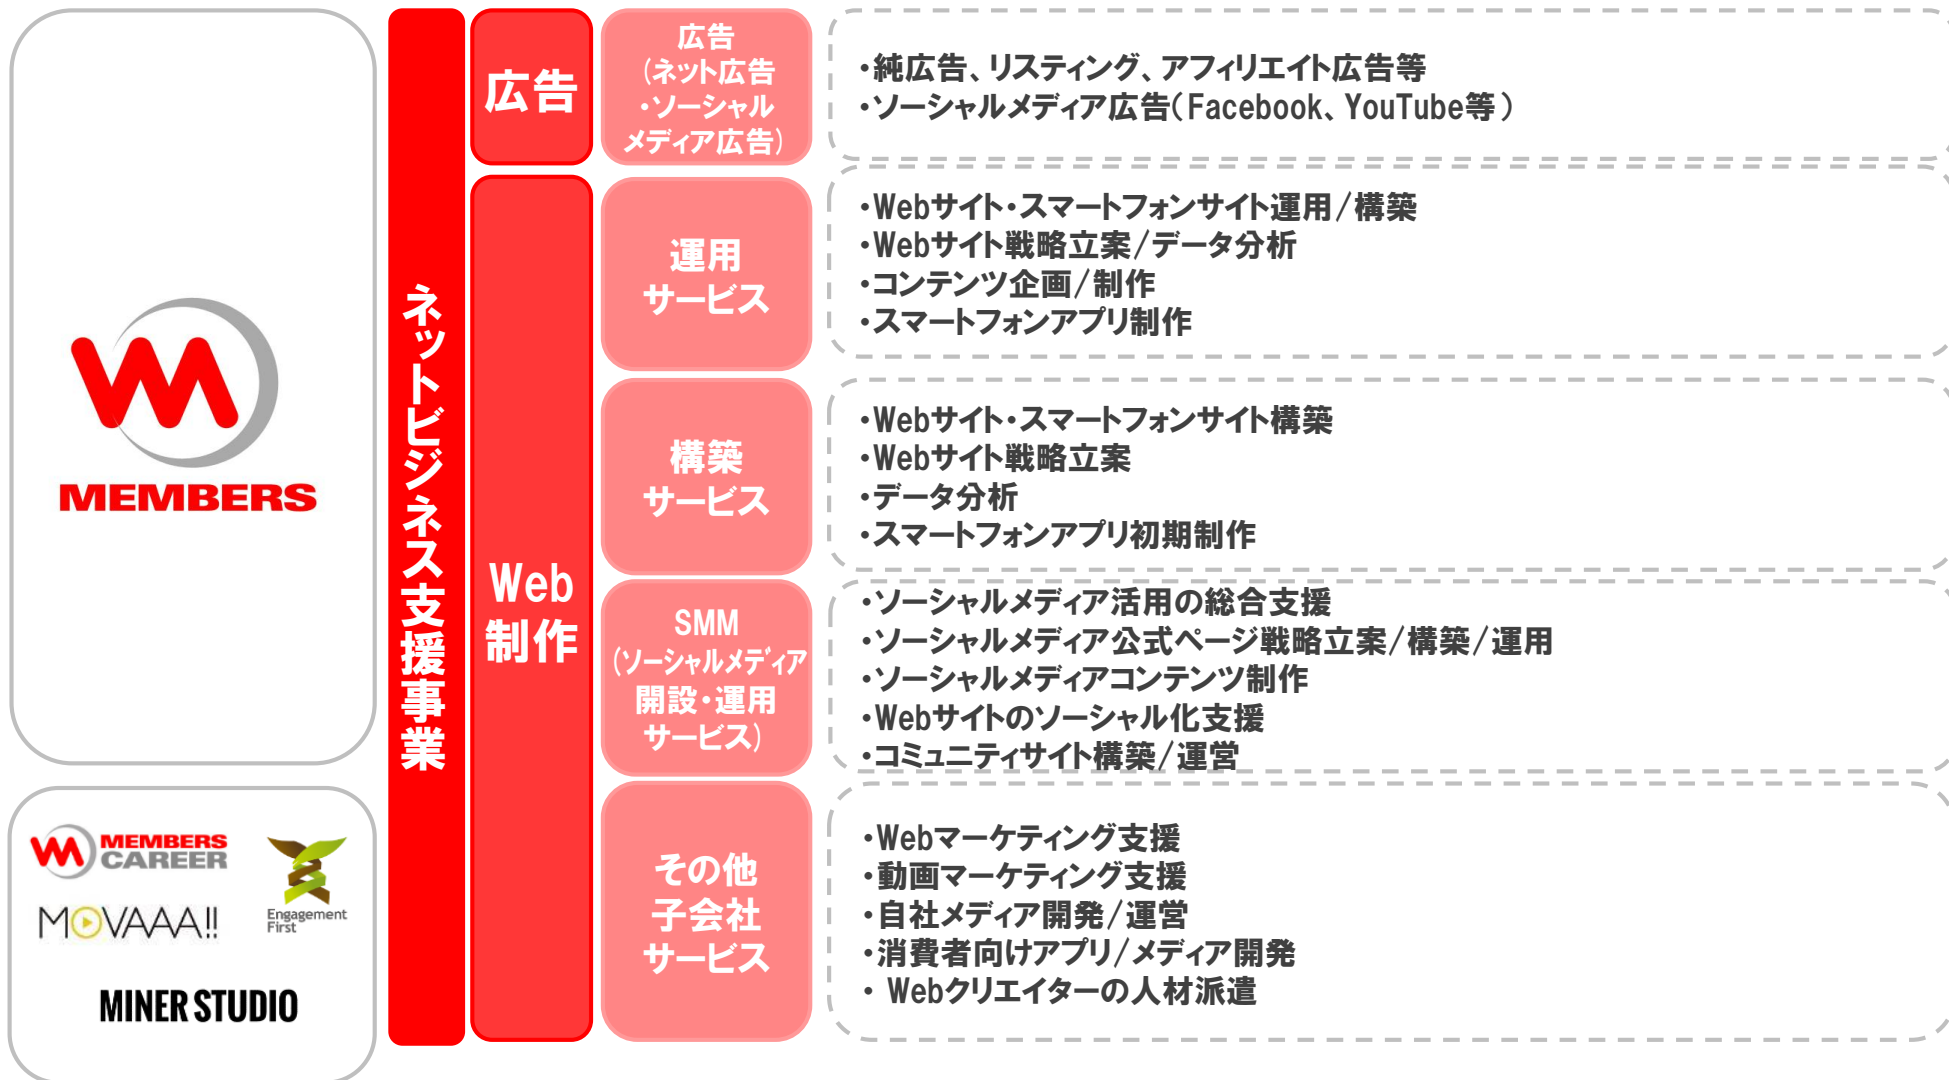 MEMBERS
MEMBERS
CAREER
Engagement
First
MOVAAA!!
MINER STUDIO
ネットビジネス支援事業
広告
広告
(ネット広告
・ソーシャル
メディア広告)
・純広告、リスティング、アフィリエイト広告等
・ソーシャルメディア広告(Facebook、YouTube等)
Web
制作
運用
サービス
・Webサイト・スマートフォンサイト運用/構築
・Webサイト戦略立案/データ分析
・コンテンツ企画/制作
・スマートフォンアプリ制作
構築
サービス
・Webサイト・スマートフォンサイト構築
・Webサイト戦略立案
・データ分析
・スマートフォンアプリ初期制作
SMM
(ソーシャルメディア
開設・運用
サービス)
・ソーシャルメディア活用の総合支援
・ソーシャルメディア公式ページ戦略立案/構築/運用
・ソーシャルメディアコンテンツ制作
・Webサイトのソーシャル化支援
・コミュニティサイト構築/運営
その他
子会社
サービス
・Webマーケティング支援
・動画マーケティング支援
・自社メディア開発/運営
・消費者向けアプリ/メディア開発
・ Webクリエイターの人材派遣